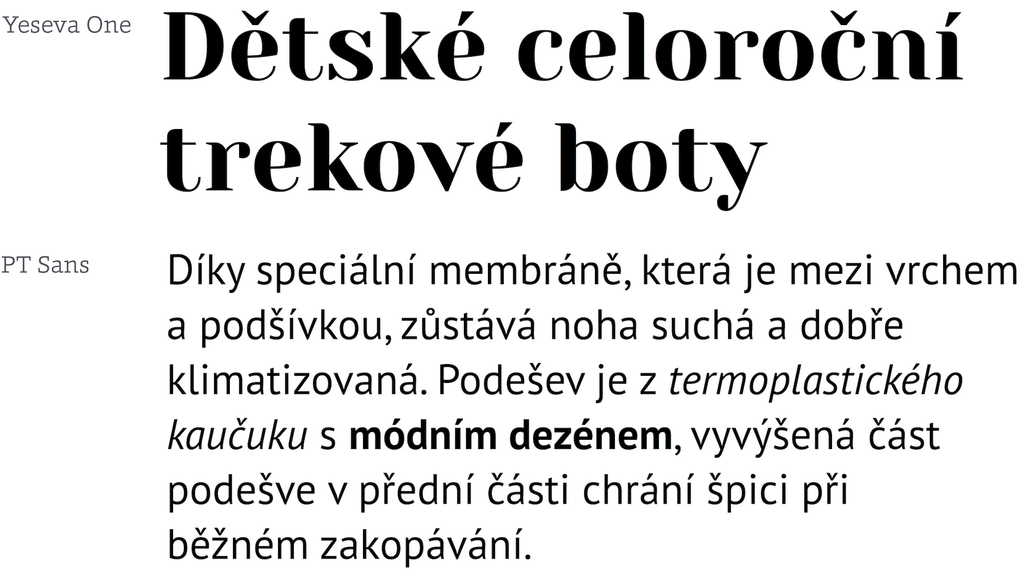 Yeseva One
Dětské celoroční
trekové boty
PT Sans
Díky speciální membráně, která je mezi vrchem
a podšívkou, zůstává noha suchá a dobře
klimatizovaná. Podešev je z termoplastického
kaučuku s módním dezénem, vyvýšená část
podešve v přední části chrání špici při
běžném zakopávání.